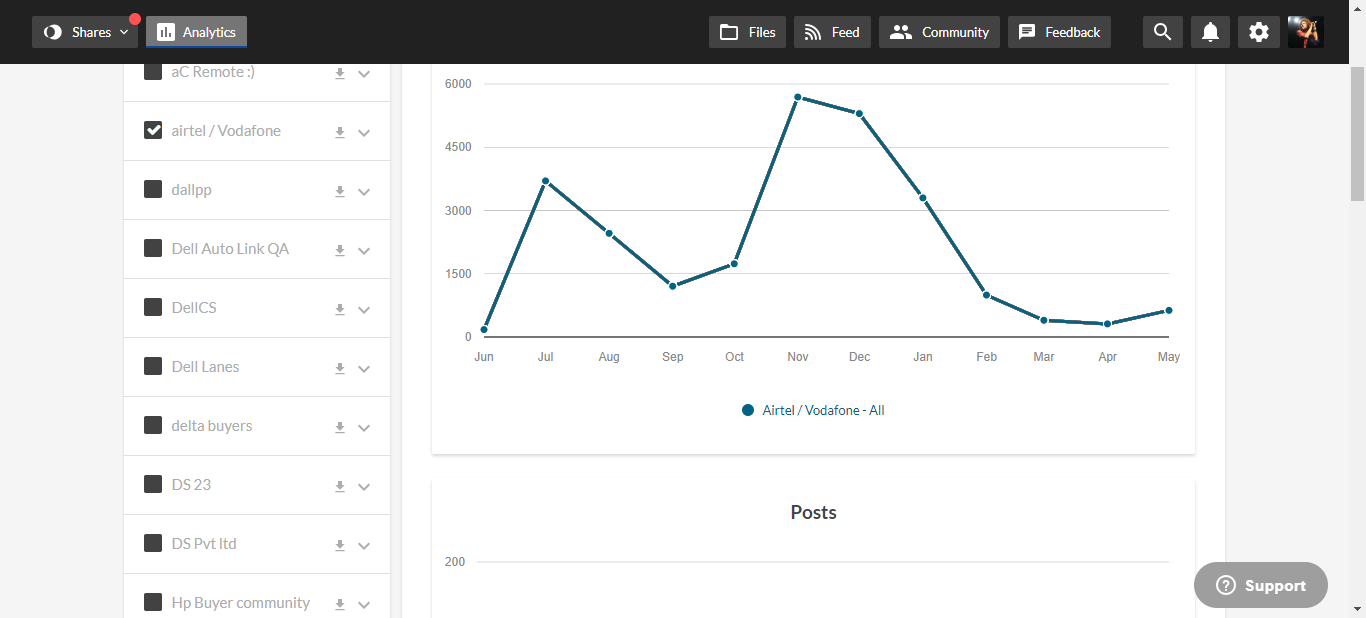 Shares
Analytics
Files
Feed
Community
Feedback
aC Remote :)
airtel / Vodafone
dallpp
Dell Auto Link QA
DellCS
Dell Lanes
delta buyers
DS 23
DS Pvt ltd
Hp Buyer community
6000
4500
3000
1500
0
Jun Jul Aug Sep Oct Nov Dec Jan Feb Mar Apr May
Airtel / Vodafone - All
Posts
200
Support